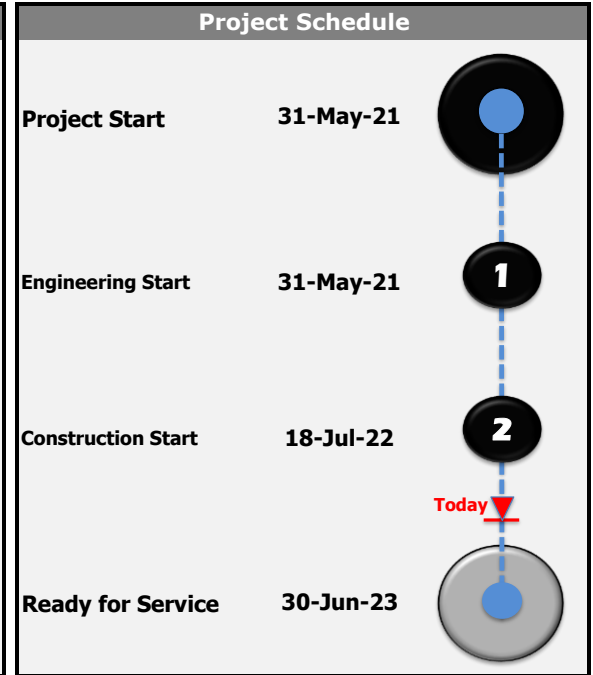 Project Schedule
Project Start 31-May-21
Engineering Start 31-May-21
1
Construction Start 18-Jul-22
2
Today
Ready for Service 30-Jun-23